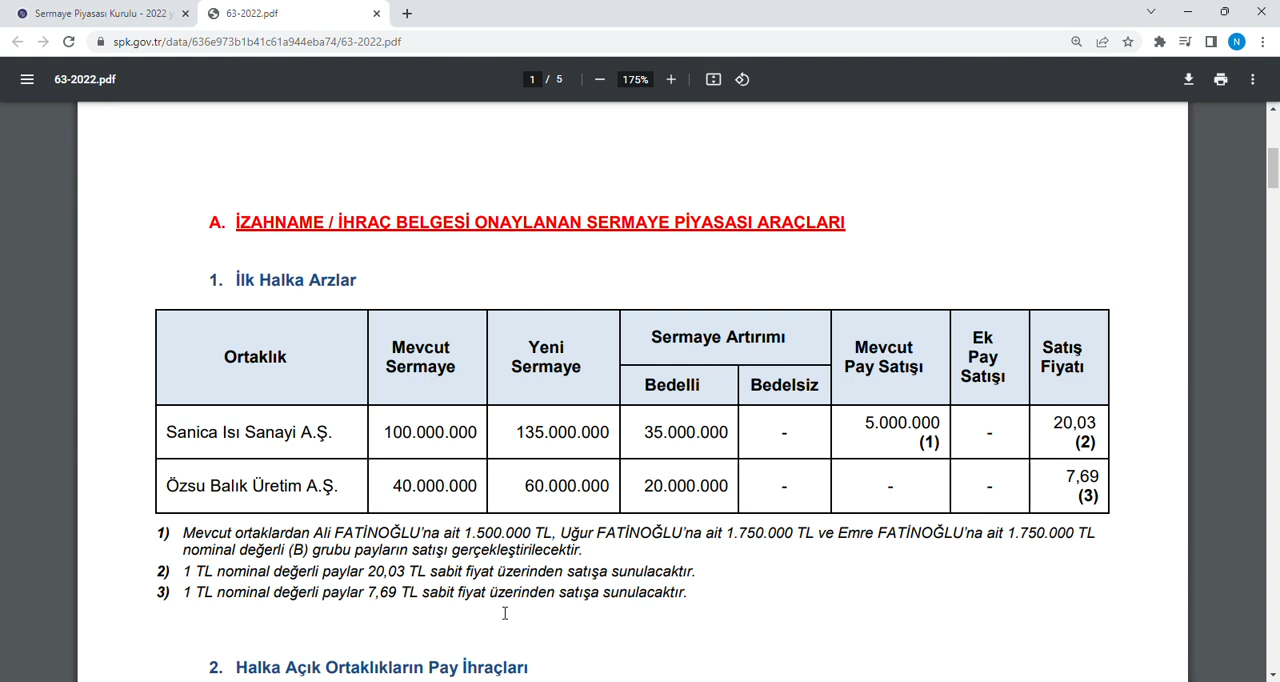 Sermaye Piyasası Kurulu - 2022 y
63-2022.pdf
spk.gov.tr/data/636e973b1b41c61a944eba74/63-2022.pdf
N
63-2022.pdf
1 / 5
175%
A. İZAHNAME / İHRAÇ BELGESİ ONAYLANAN SERMAYE PİYASASI ARAÇLARI
1. İlk Halka Arzlar
Ortaklık
Mevcut Sermaye
Yeni Sermaye
Sermaye Artırımı
Bedelli
Bedelsiz
Mevcut Pay Satışı
Ek Pay Satışı
Satış Fiyatı
Sanica Isı Sanayi A.Ş. 100.000.000 135.000.000 35.000.000 - 5.000.000 (1) - 20,03 (2)
Özsu Balık Üretim A.Ş. 40.000.000 60.000.000 20.000.000 - - - 7,69 (3)
1) Mevcut ortaklardan Ali FATİNOĞLU'na ait 1.500.000 TL, Uğur FATİNOĞLU'na ait 1.750.000 TL ve Emre FATİNOĞLU'na ait 1.750.000 TL
nominal değerli (B) grubu payların satışı gerçekleştirilecektir.
2) 1 TL nominal değerli paylar 20,03 TL sabit fiyat üzerinden satışa sunulacaktır.
3) 1 TL nominal değerli paylar 7,69 TL sabit fiyat üzerinden satışa sunulacaktır.
2. Halka Açık Ortaklıkların Pay İhraçları